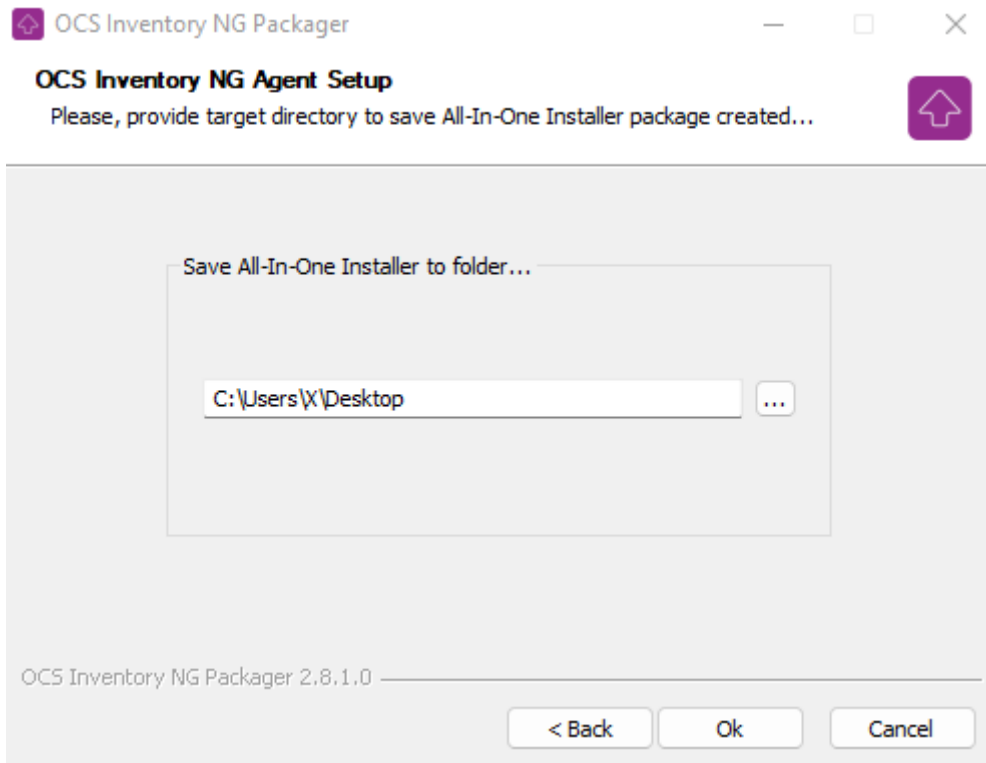 OCS Inventory NG Packager
OCS Inventory NG Agent Setup
Please, provide target directory to save All-In-One Installer package created...
Save All-In-One Installer to folder...
C:\Users\X\Desktop
...
OCS Inventory NG Packager 2.8.1.0
< Back
Ok
Cancel